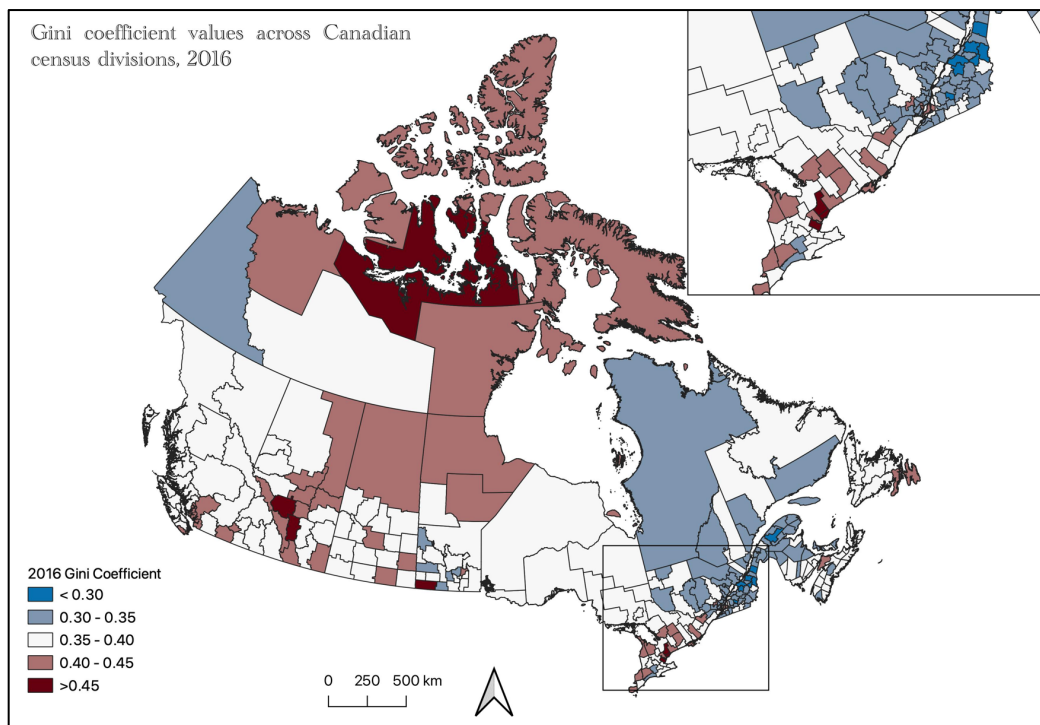 Gini coefficient values across Canadian
census divisions, 2016
2016 Gini Coefficient
< 0.30
0.30 - 0.35
0.35 - 0.40
0.40 - 0.45
>0.45
0 250 500 km